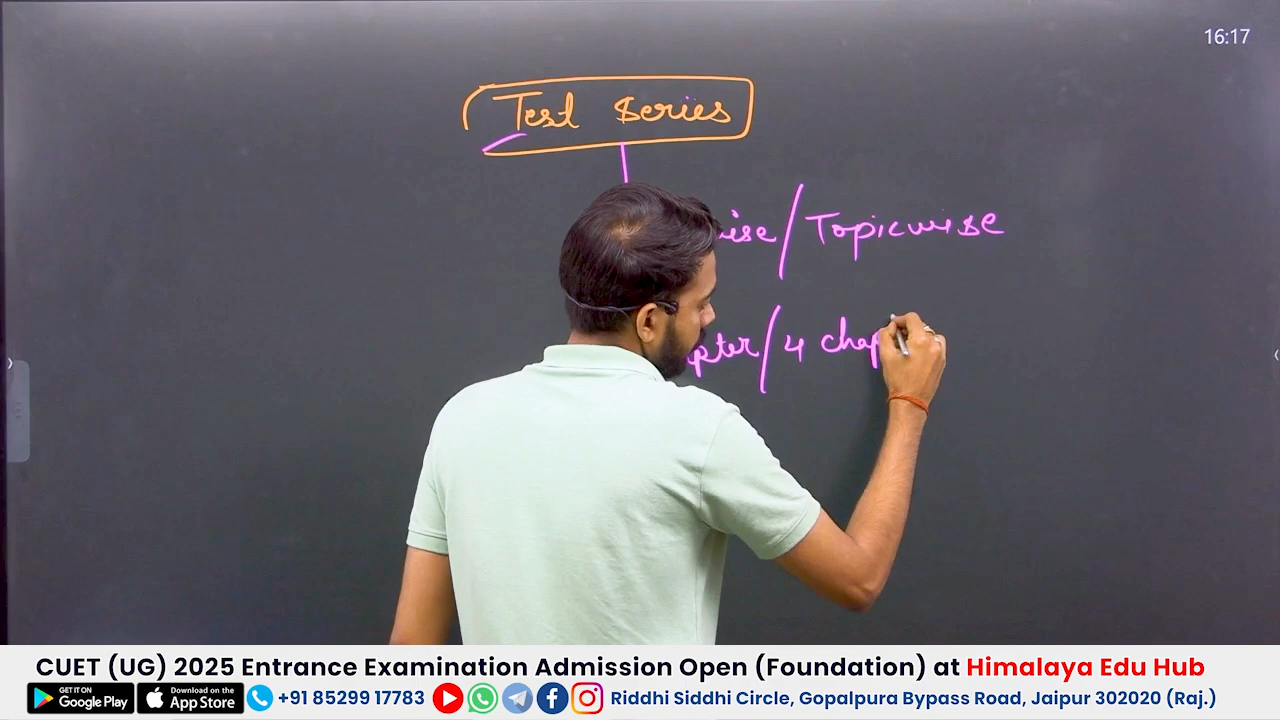 16:17
Test Series
wise/Topicwise
pter/4 chap
CUET (UG) 2025 Entrance Examination Admission Open (Foundation) at Himalaya Edu Hub
GET IT ON Google Play Download on the App Store +91 85299 17783 Riddhi Siddhi Circle, Gopalpura Bypass Road, Jaipur 302020 (Raj.)